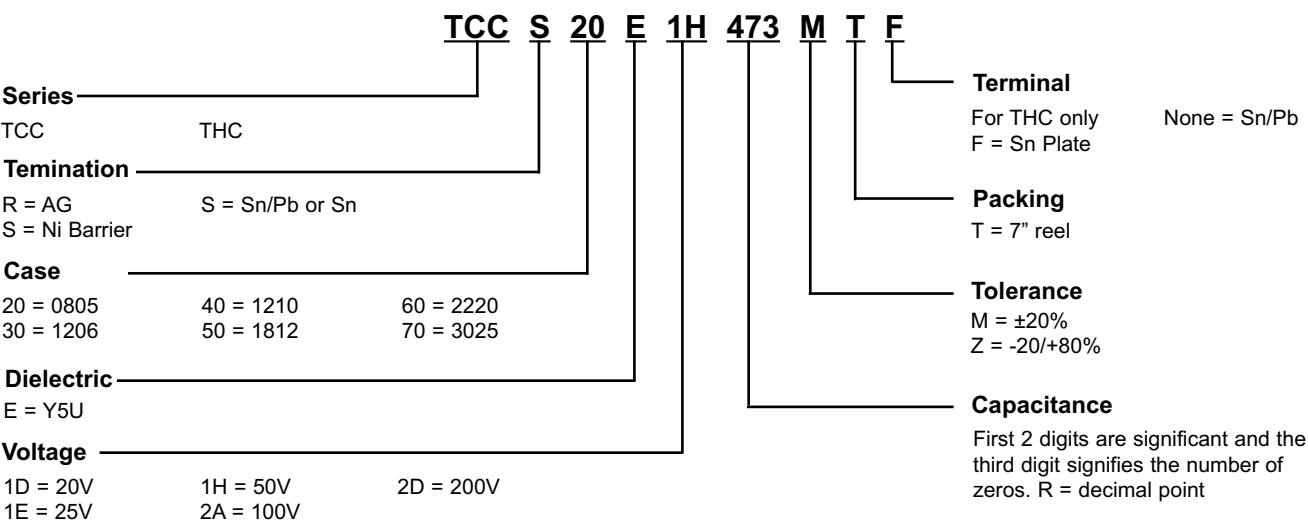 TCC S 20 E 1H 473 M T F
Series
TCC THC
Temination
R = AG S = Sn/Pb or Sn
S = Ni Barrier
Case
20 = 0805 40 = 1210 60 = 2220
30 = 1206 50 = 1812 70 = 3025
Dielectric
E = Y5U
Voltage
1D = 20V 1H = 50V 2D = 200V
1E = 25V 2A = 100V
Terminal
For THC only None = Sn/Pb
F = Sn Plate
Packing
T = 7” reel
Tolerance
M = ±20%
Z = -20/+80%
Capacitance
First 2 digits are significant and the
third digit signifies the number of
zeros. R = decimal point